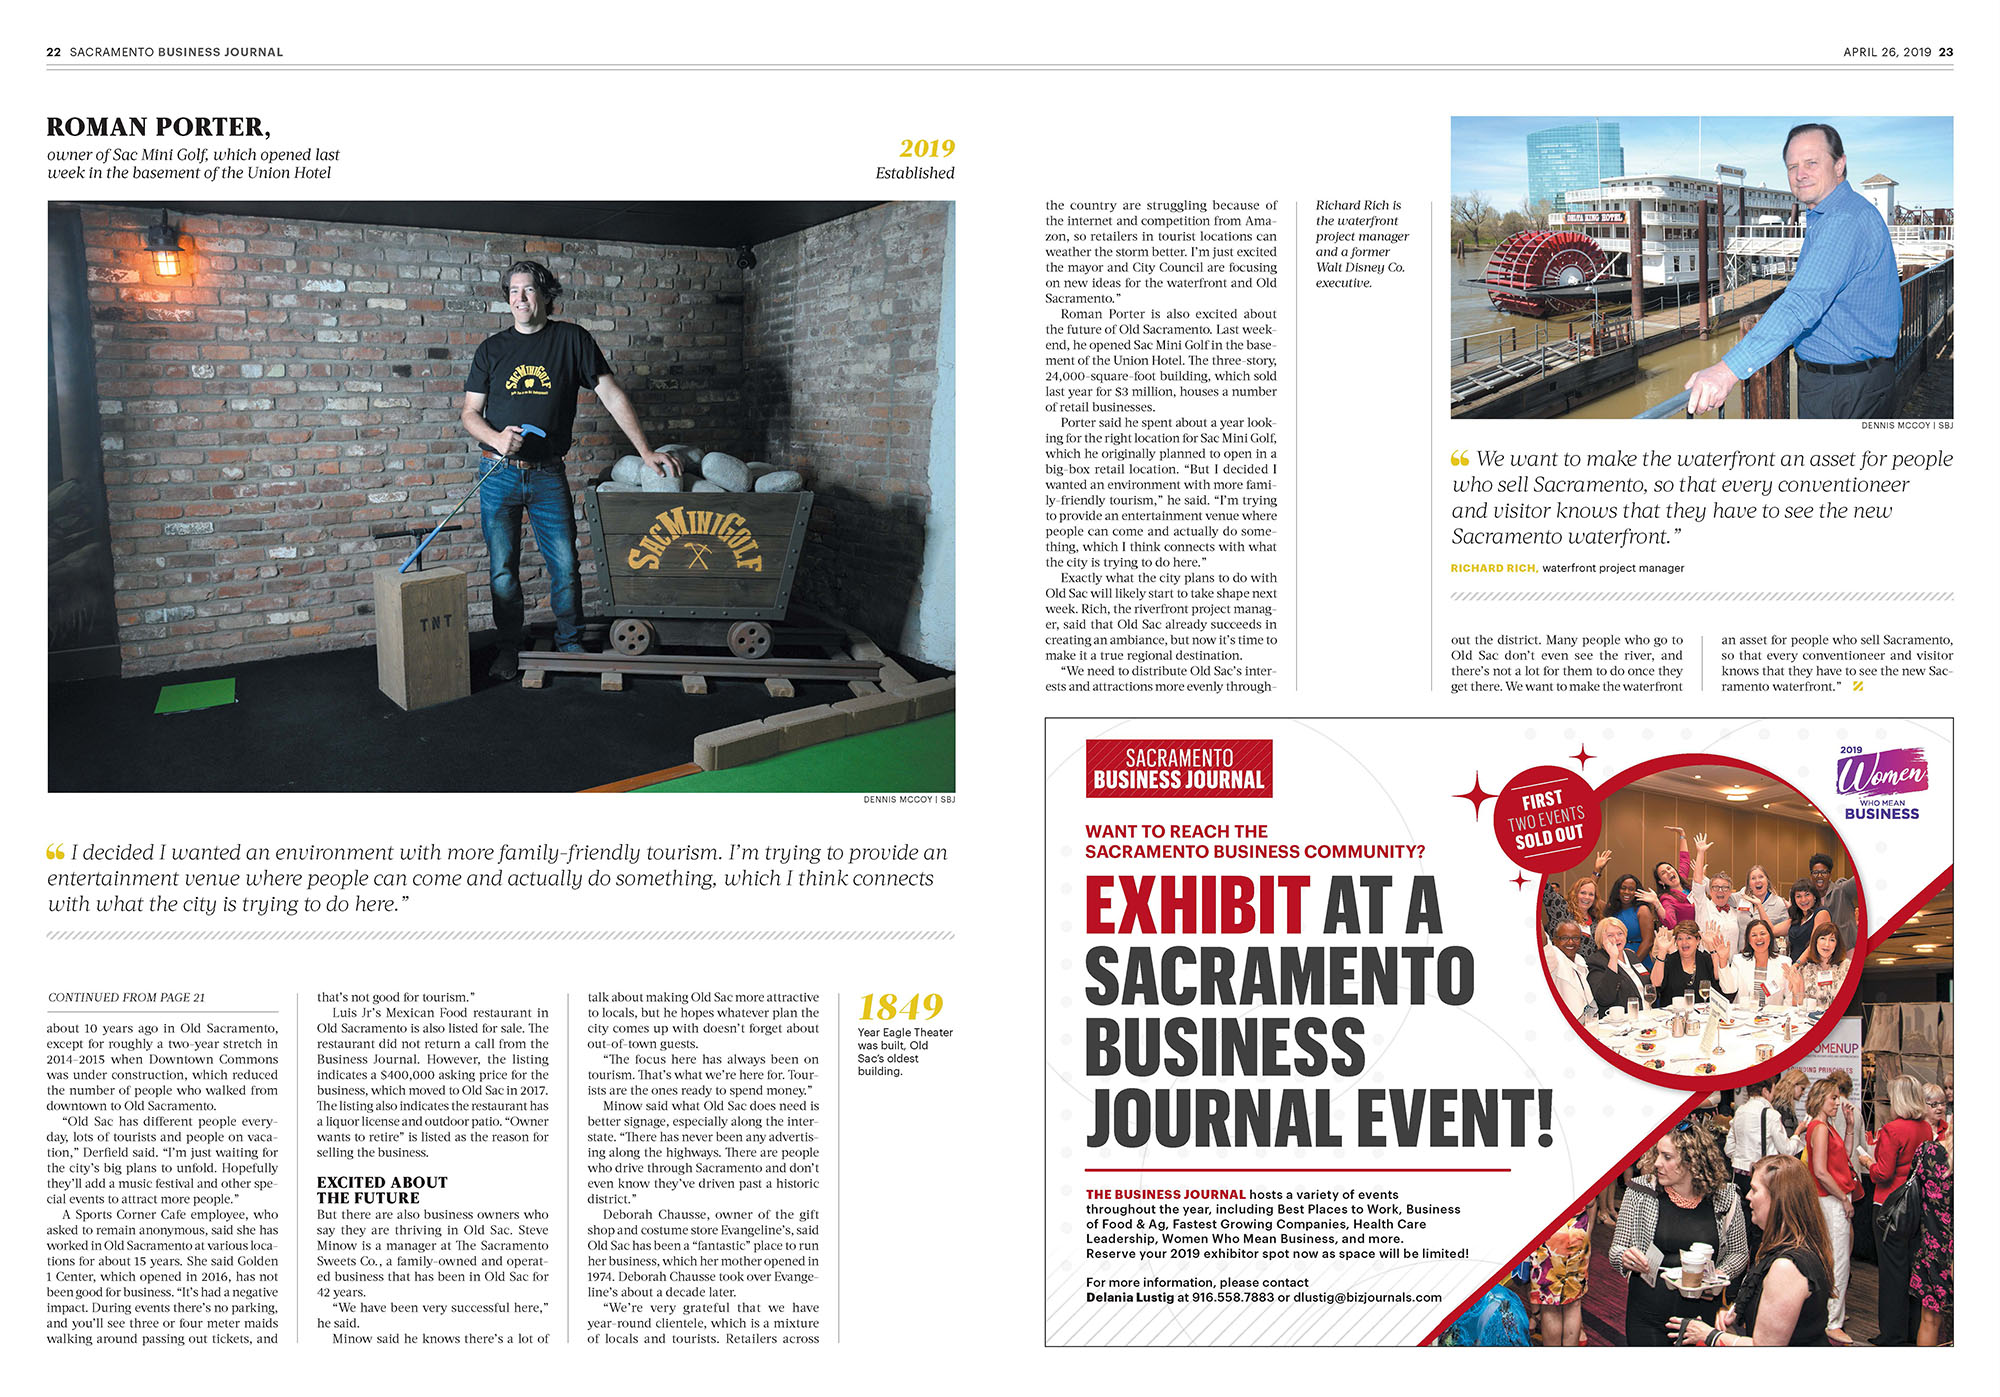 22 SACRAMENTO BUSINESS JOURNAL
APRIL 26, 2019 23
ROMAN PORTER,
owner of Sac Mini Golf, which opened last
week in the basement of the Union Hotel
2019
Established
SACMINIGOLF
SACMINIGOLF
TNT
DENNIS MCCOY | SBJ
“I decided I wanted an environment with more family-friendly tourism. I’m trying to provide an
entertainment venue where people can come and actually do something, which I think connects
with what the city is trying to do here.”
CONTINUED FROM PAGE 21
about 10 years ago in Old Sacramento,
except for roughly a two-year stretch in
2014-2015 when Downtown Commons
was under construction, which reduced
the number of people who walked from
downtown to Old Sacramento.
“Old Sac has different people every-
day, lots of tourists and people on vaca-
tion,” Derfield said. “I’m just waiting for
the city’s big plans to unfold. Hopefully
they’ll add a music festival and other spe-
cial events to attract more people.”
A Sports Corner Cafe employee, who
asked to remain anonymous, said she has
worked in Old Sacramento at various loca-
tions for about 15 years. She said Golden
1 Center, which opened in 2016, has not
been good for business. “It’s had a negative
impact. During events there’s no parking,
and you’ll see three or four meter maids
walking around passing out tickets, and
that’s not good for tourism.”
Luis Jr’s Mexican Food restaurant in
Old Sacramento is also listed for sale. The
restaurant did not return a call from the
Business Journal. However, the listing
indicates a $400,000 asking price for the
business, which moved to Old Sac in 2017.
The listing also indicates the restaurant has
a liquor license and outdoor patio. “Owner
wants to retire” is listed as the reason for
selling the business.
EXCITED ABOUT
THE FUTURE
But there are also business owners who
say they are thriving in Old Sac. Steve
Minow is a manager at The Sacramento
Sweets Co., a family-owned and operat-
ed business that has been in Old Sac for
42 years.
“We have been very successful here,”
he said.
Minow said he knows there’s a lot of
talk about making Old Sac more attractive
to locals, but he hopes whatever plan the
city comes up with doesn’t forget about
out-of-town guests.
“The focus here has always been on
tourism. That’s what we’re here for. Tour-
ists are the ones ready to spend money.”
Minow said what Old Sac does need is
better signage, especially along the inter-
state. “There has never been any advertis-
ing along the highways. There are people
who drive through Sacramento and don’t
even know they’ve driven past a historic
district.”
Deborah Chausse, owner of the gift
shop and costume store Evangeline’s, said
Old Sac has been a “fantastic” place to run
her business, which her mother opened in
1974. Deborah Chausse took over Evange-
line’s about a decade later.
“We’re very grateful that we have
year-round clientele, which is a mixture
of locals and tourists. Retailers across
1849
Year Eagle Theater
was built, Old
Sac’s oldest
building.
the country are struggling because of
the internet and competition from Ama-
zon, so retailers in tourist locations can
weather the storm better. I’m just excited
the mayor and City Council are focusing
on new ideas for the waterfront and Old
Sacramento.”
Roman Porter is also excited about
the future of Old Sacramento. Last week-
end, he opened Sac Mini Golf in the base-
ment of the Union Hotel. The three-story,
24,000-square-foot building, which sold
last year for $3 million, houses a number
of retail businesses.
Porter said he spent about a year look-
ing for the right location for Sac Mini Golf,
which he originally planned to open in a
big-box retail location. “But I decided I
wanted an environment with more fami-
ly-friendly tourism,” he said. “I’m trying
to provide an entertainment venue where
people can come and actually do some-
thing, which I think connects with what
the city is trying to do here.”
Exactly what the city plans to do with
Old Sac will likely start to take shape next
week. Rich, the riverfront project manag-
er, said that Old Sac already succeeds in
creating an ambiance, but now it’s time to
make it a true regional destination.
“We need to distribute Old Sac’s inter-
ests and attractions more evenly through-
Richard Rich is
the waterfront
project manager
and a former
Walt Disney Co.
executive.
DELTA KING HOTEL
DENNIS MCCOY | SBJ
“We want to make the waterfront an asset for people
who sell Sacramento, so that every conventioneer
and visitor knows that they have to see the new
Sacramento waterfront.”
RICHARD RICH, waterfront project manager
out the district. Many people who go to
Old Sac don’t even see the river, and
there’s not a lot for them to do once they
get there. We want to make the waterfront
an asset for people who sell Sacramento,
so that every conventioneer and visitor
knows that they have to see the new Sac-
ramento waterfront.”
SACRAMENTO
BUSINESS JOURNAL
WANT TO REACH THE
SACRAMENTO BUSINESS COMMUNITY?
EXHIBIT AT A
SACRAMENTO
BUSINESS
JOURNAL EVENT!
FIRST
TWO EVENTS
SOLD OUT
2019
Women
WHO MEAN
BUSINESS
THE BUSINESS JOURNAL hosts a variety of events
throughout the year, including Best Places to Work, Business
of Food & Ag, Fastest Growing Companies, Health Care
Leadership, Women Who Mean Business, and more.
Reserve your 2019 exhibitor spot now as space will be limited!
For more information, please contact
Delania Lustig at 916.558.7883 or dlustig@bizjournals.com